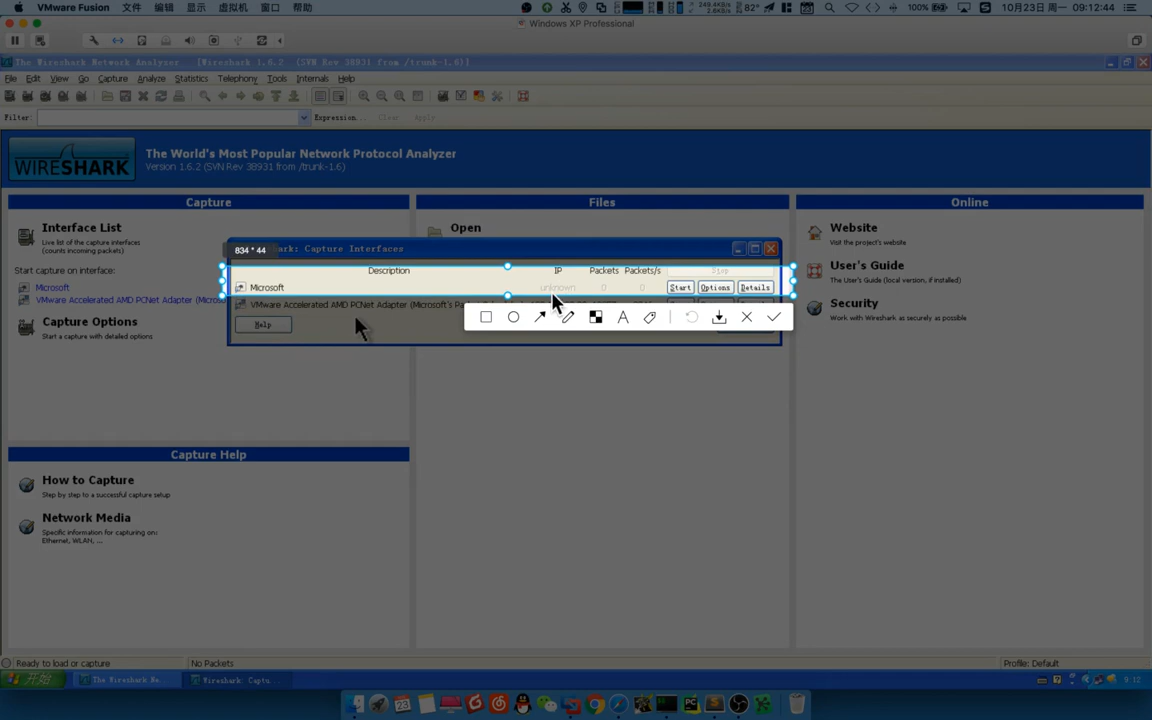 VMware Fusion 文件 编辑 显示 虚拟机 窗口 帮助 82° 100% 10月23日周一 09:12:44
Windows XP Professional
The Wireshark Network Analyzer [Wireshark 1.6.2 (SVN Rev 38931 from /trunk-1.6)]
File Edit View Go Capture Analyze Statistics Telephony Tools Internals Help
Filter: Expression... Clear Apply
WIRESHARK
The World's Most Popular Network Protocol Analyzer
Version 1.6.2 (SVN Rev 38931 from /trunk-1.6)
Capture
Files
Online
Interface List
Live list of the capture interfaces
(counts incoming packets)
Start capture on interface:
Microsoft
VMware Accelerated AMD PCNet Adapter (Micros
Capture Options
Start a capture with detailed options
Open
834 * 44
ark: Capture Interfaces
Description IP Packets Packets/s Stop
Microsoft unknown 0 0 Start Options Details
VMware Accelerated AMD PCNet Adapter (Microsoft's Pa
Help
Website
Visit the project's website
User's Guide
The User's Guide (local version, if installed)
Security
Work with Wireshark as securely as possible
Capture Help
How to Capture
Step by step to a successful capture setup
Network Media
Specific information for capturing on:
Ethernet, WLAN, ...
Ready to load or capture No Packets Profile: Default
开始 The Wireshark Ne... Wireshark: Captu... 9:12